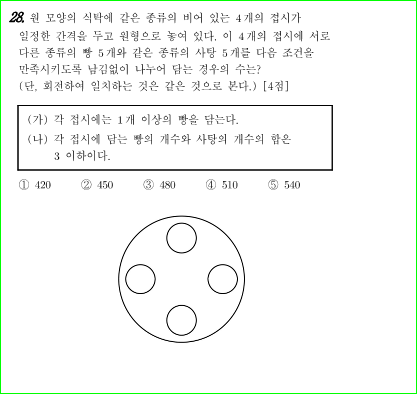 28. 원 모양의 식탁에 같은 종류의 비어 있는 4개의 접시가
일정한 간격을 두고 원형으로 놓여 있다. 이 4개의 접시에 서로
다른 종류의 빵 5개와 같은 종류의 사탕 5개를 다음 조건을
만족시키도록 남김없이 나누어 담는 경우의 수는?
(단, 회전하여 일치하는 것은 같은 것으로 본다.) [4점]
(가) 각 접시에는 1개 이상의 빵을 담는다.
(나) 각 접시에 담는 빵의 개수와 사탕의 개수의 합은
3 이하이다.
① 420 ② 450 ③ 480 ④ 510 ⑤ 540